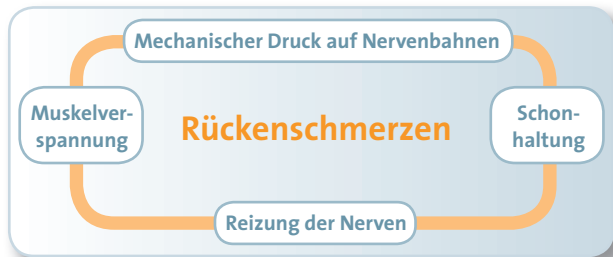 Mechanischer Druck auf Nervenbahnen
Muskelver-
spannung
Rückenschmerzen
Schon-
haltung
Reizung der Nerven